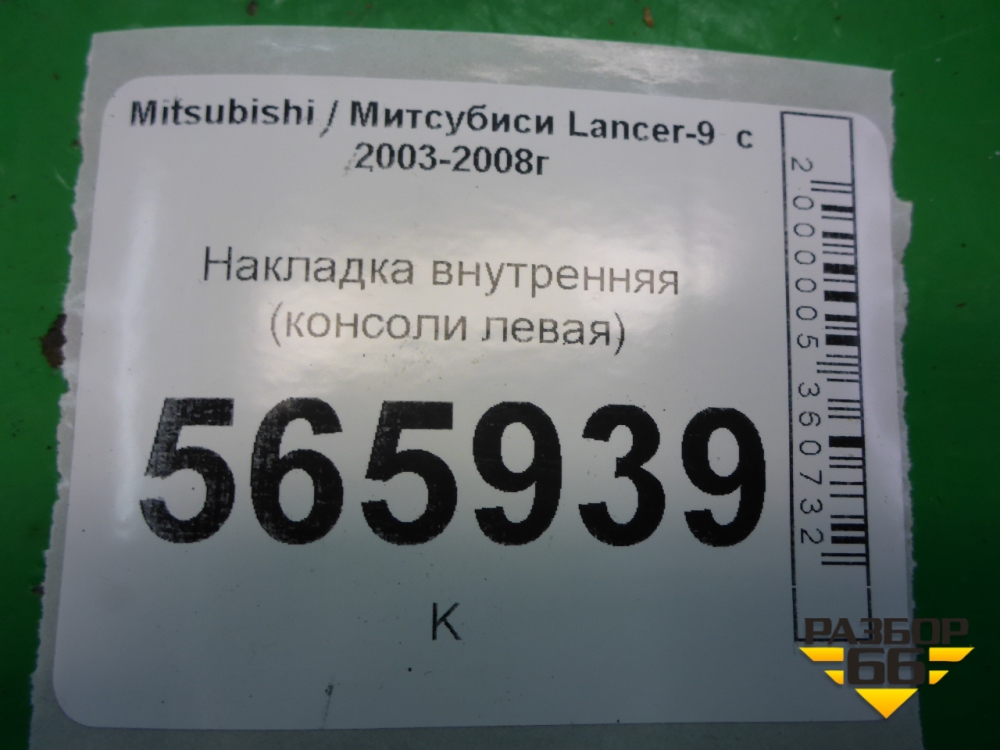 Mitsubishi / Митсубиси Lancer-9 с
2003-2008г
Накладка внутренняя
(консоли левая)
565939
К
2000005360732
РАЗБОР
66